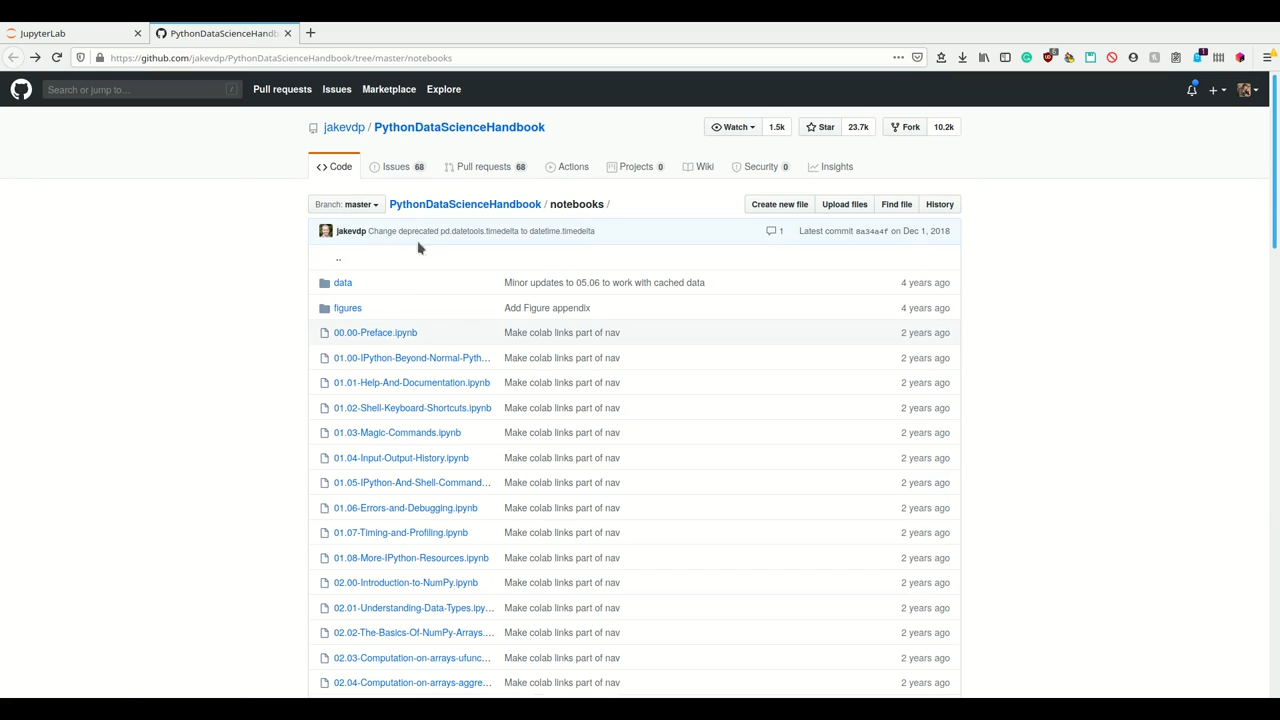 JupyterLab
PythonDataScienceHandb
https://github.com/jakevdp/PythonDataScienceHandbook/tree/master/notebooks
Search or jump to… /
Pull requests Issues Marketplace Explore
jakevdp / PythonDataScienceHandbook
Watch 1.5k Star 23.7k Fork 10.2k
Code Issues 68 Pull requests 68 Actions Projects 0 Wiki Security 0 Insights
Branch: master PythonDataScienceHandbook / notebooks / Create new file Upload files Find file History
jakevdp Change deprecated pd.datetools.timedelta to datetime.timedelta 1 Latest commit 8a34a4f on Dec 1, 2018
..
data Minor updates to 05.06 to work with cached data 4 years ago
figures Add Figure appendix 4 years ago
00.00-Preface.ipynb Make colab links part of nav 2 years ago
01.00-IPython-Beyond-Normal-Pyth… Make colab links part of nav 2 years ago
01.01-Help-And-Documentation.ipynb Make colab links part of nav 2 years ago
01.02-Shell-Keyboard-Shortcuts.ipynb Make colab links part of nav 2 years ago
01.03-Magic-Commands.ipynb Make colab links part of nav 2 years ago
01.04-Input-Output-History.ipynb Make colab links part of nav 2 years ago
01.05-IPython-And-Shell-Command… Make colab links part of nav 2 years ago
01.06-Errors-and-Debugging.ipynb Make colab links part of nav 2 years ago
01.07-Timing-and-Profiling.ipynb Make colab links part of nav 2 years ago
01.08-More-IPython-Resources.ipynb Make colab links part of nav 2 years ago
02.00-Introduction-to-NumPy.ipynb Make colab links part of nav 2 years ago
02.01-Understanding-Data-Types.ipy… Make colab links part of nav 2 years ago
02.02-The-Basics-Of-NumPy-Arrays.… Make colab links part of nav 2 years ago
02.03-Computation-on-arrays-ufunc… Make colab links part of nav 2 years ago
02.04-Computation-on-arrays-aggre… Make colab links part of nav 2 years ago